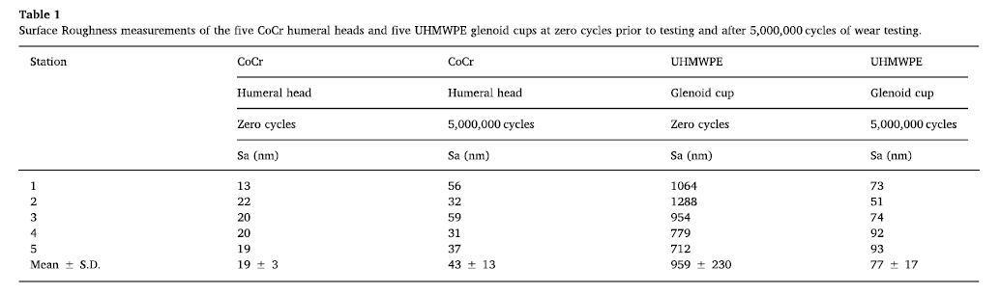 Table 1
Surface Roughness measurements of the five CoCr humeral heads and five UHMWPE glenoid cups at zero cycles prior to testing and after 5,000,000 cycles of wear testing.
Station CoCr CoCr UHMWPE UHMWPE
Humeral head Humeral head Glenoid cup Glenoid cup
Zero cycles 5,000,000 cycles Zero cycles 5,000,000 cycles
Sa (nm) Sa (nm) Sa (nm) Sa (nm)
1 13 56 1064 73
2 22 32 1288 51
3 20 59 954 74
4 20 31 779 92
5 19 37 712 93
Mean ± S.D. 19 ± 3 43 ± 13 959 ± 230 77 ± 17